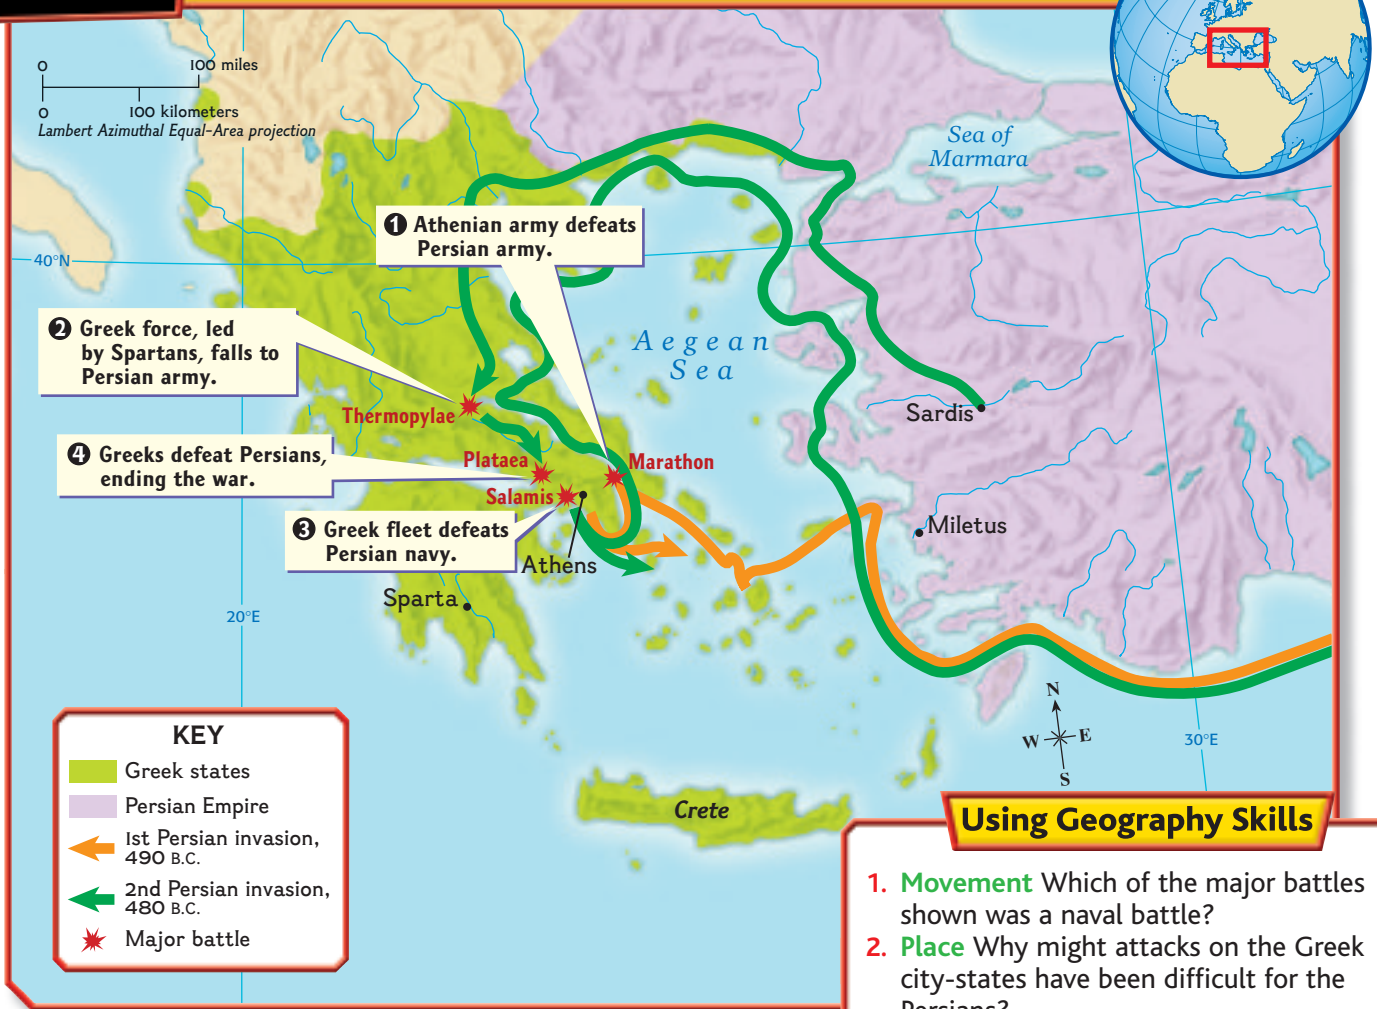 0 100 miles
0 100 kilometers
Lambert Azimuthal Equal-Area projection
Sea of
Marmara
❶ Athenian army defeats
Persian army.
40°N
❷ Greek force, led
by Spartans, falls to
Persian army.
Aegean
Sea
Thermopylae
Sardis
❹ Greeks defeat Persians,
ending the war.
Plataea
Marathon
Salamis
❸ Greek fleet defeats
Persian navy.
Miletus
Athens
Sparta
20°E
N
W E
S
30°E
KEY
Greek states
Persian Empire
1st Persian invasion,
490 B.C.
2nd Persian invasion,
480 B.C.
Major battle
Crete
Using Geography Skills
1. Movement Which of the major battles
shown was a naval battle?
2. Place Why might attacks on the Greek
city-states have been difficult for the
Persians?